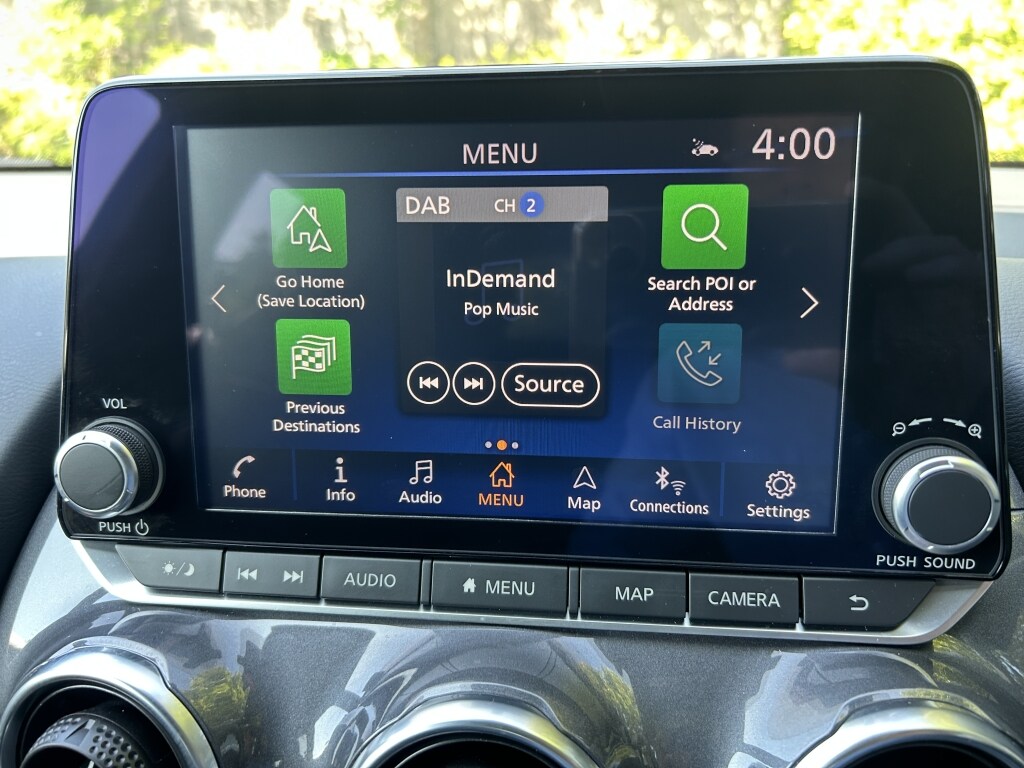 MENU
4:00
DAB CH 2
InDemand
Pop Music
Source
Go Home
(Save Location)
Previous
Destinations
Search POI or
Address
Call History
Phone
Info
Audio
MENU
Map
Connections
Settings
VOL
PUSH
PUSH SOUND
AUDIO
MENU
MAP
CAMERA